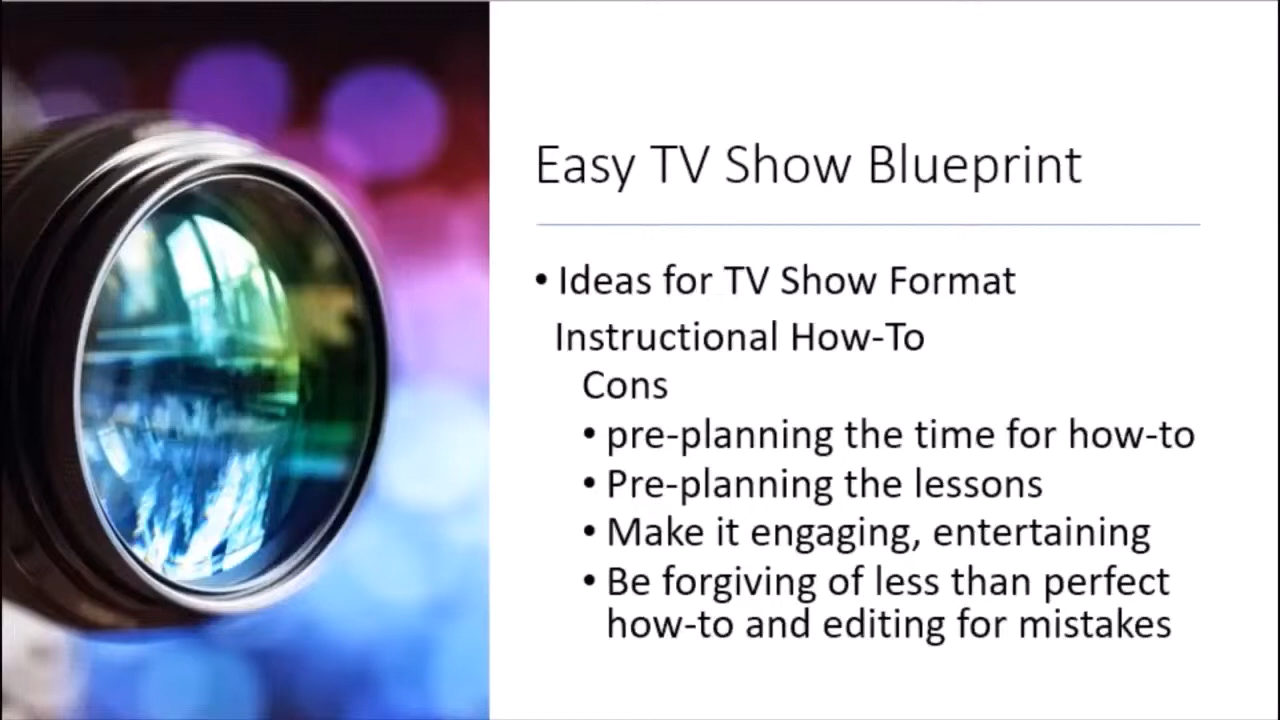 Easy TV Show Blueprint
• Ideas for TV Show Format
Instructional How-To
Cons
• pre-planning the time for how-to
• Pre-planning the lessons
• Make it engaging, entertaining
• Be forgiving of less than perfect
how-to and editing for mistakes